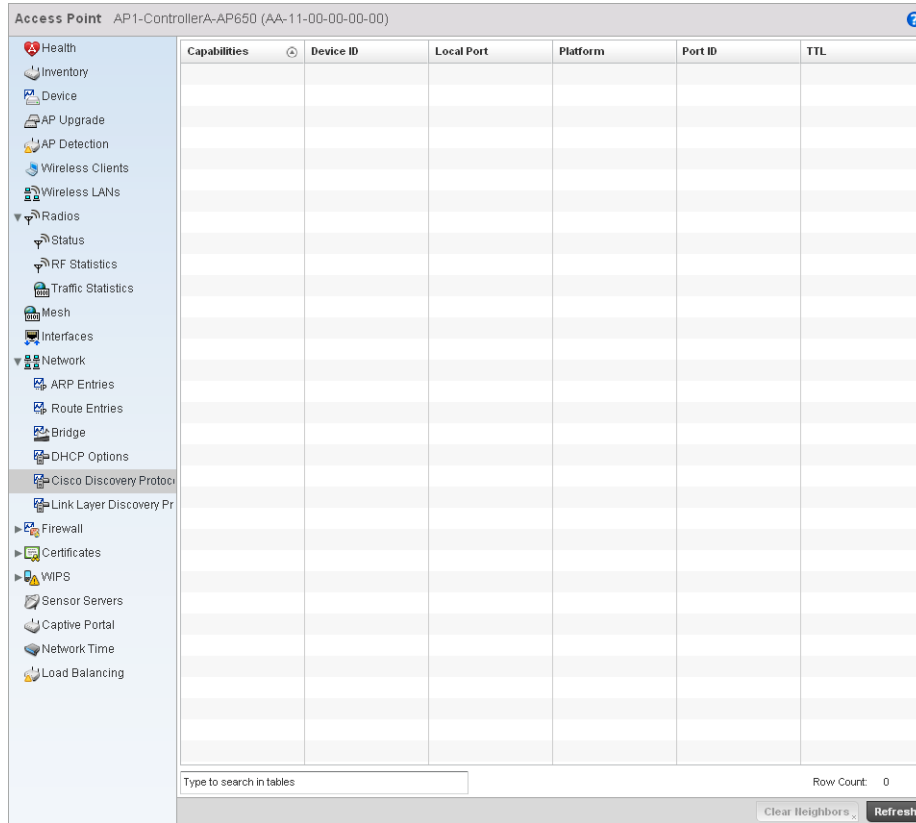 Access Point AP1-ControllerA-AP650 (AA-11-00-00-00-00)
?
Health
Inventory
Device
AP Upgrade
AP Detection
Wireless Clients
Wireless LANs
Radios
Status
RF Statistics
Traffic Statistics
Mesh
Interfaces
Network
ARP Entries
Route Entries
Bridge
DHCP Options
Cisco Discovery Protoc
Link Layer Discovery Pr
Firewall
Certificates
WIPS
Sensor Servers
Captive Portal
Network Time
Load Balancing
Capabilities Device ID Local Port Platform Port ID TTL
Type to search in tables Row Count: 0
Clear Neighbors Refresh